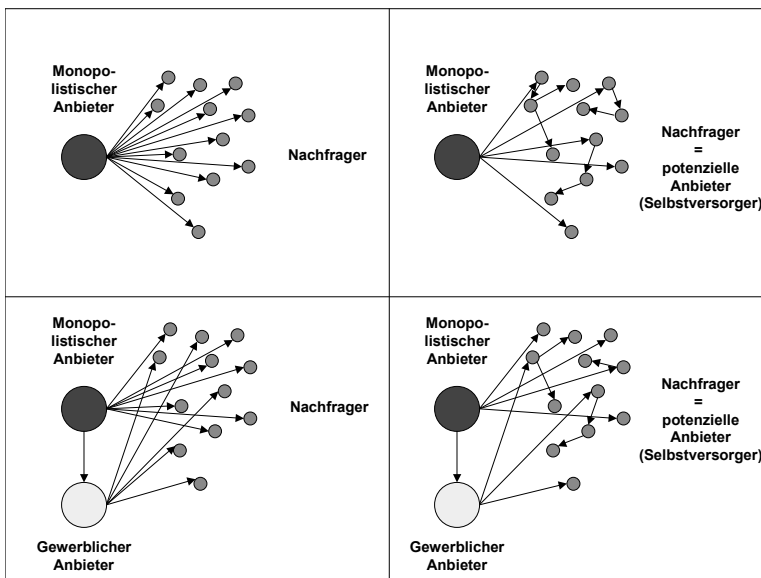 Monopo-
listischer
Anbieter
Nachfrager
Monopo-
listischer
Anbieter
Nachfrager
=
potenzielle
Anbieter
(Selbstversorger)
Monopo-
listischer
Anbieter
Nachfrager
Gewerblicher
Anbieter
Monopo-
listischer
Anbieter
Nachfrager
=
potenzielle
Anbieter
(Selbstversorger)
Gewerblicher
Anbieter